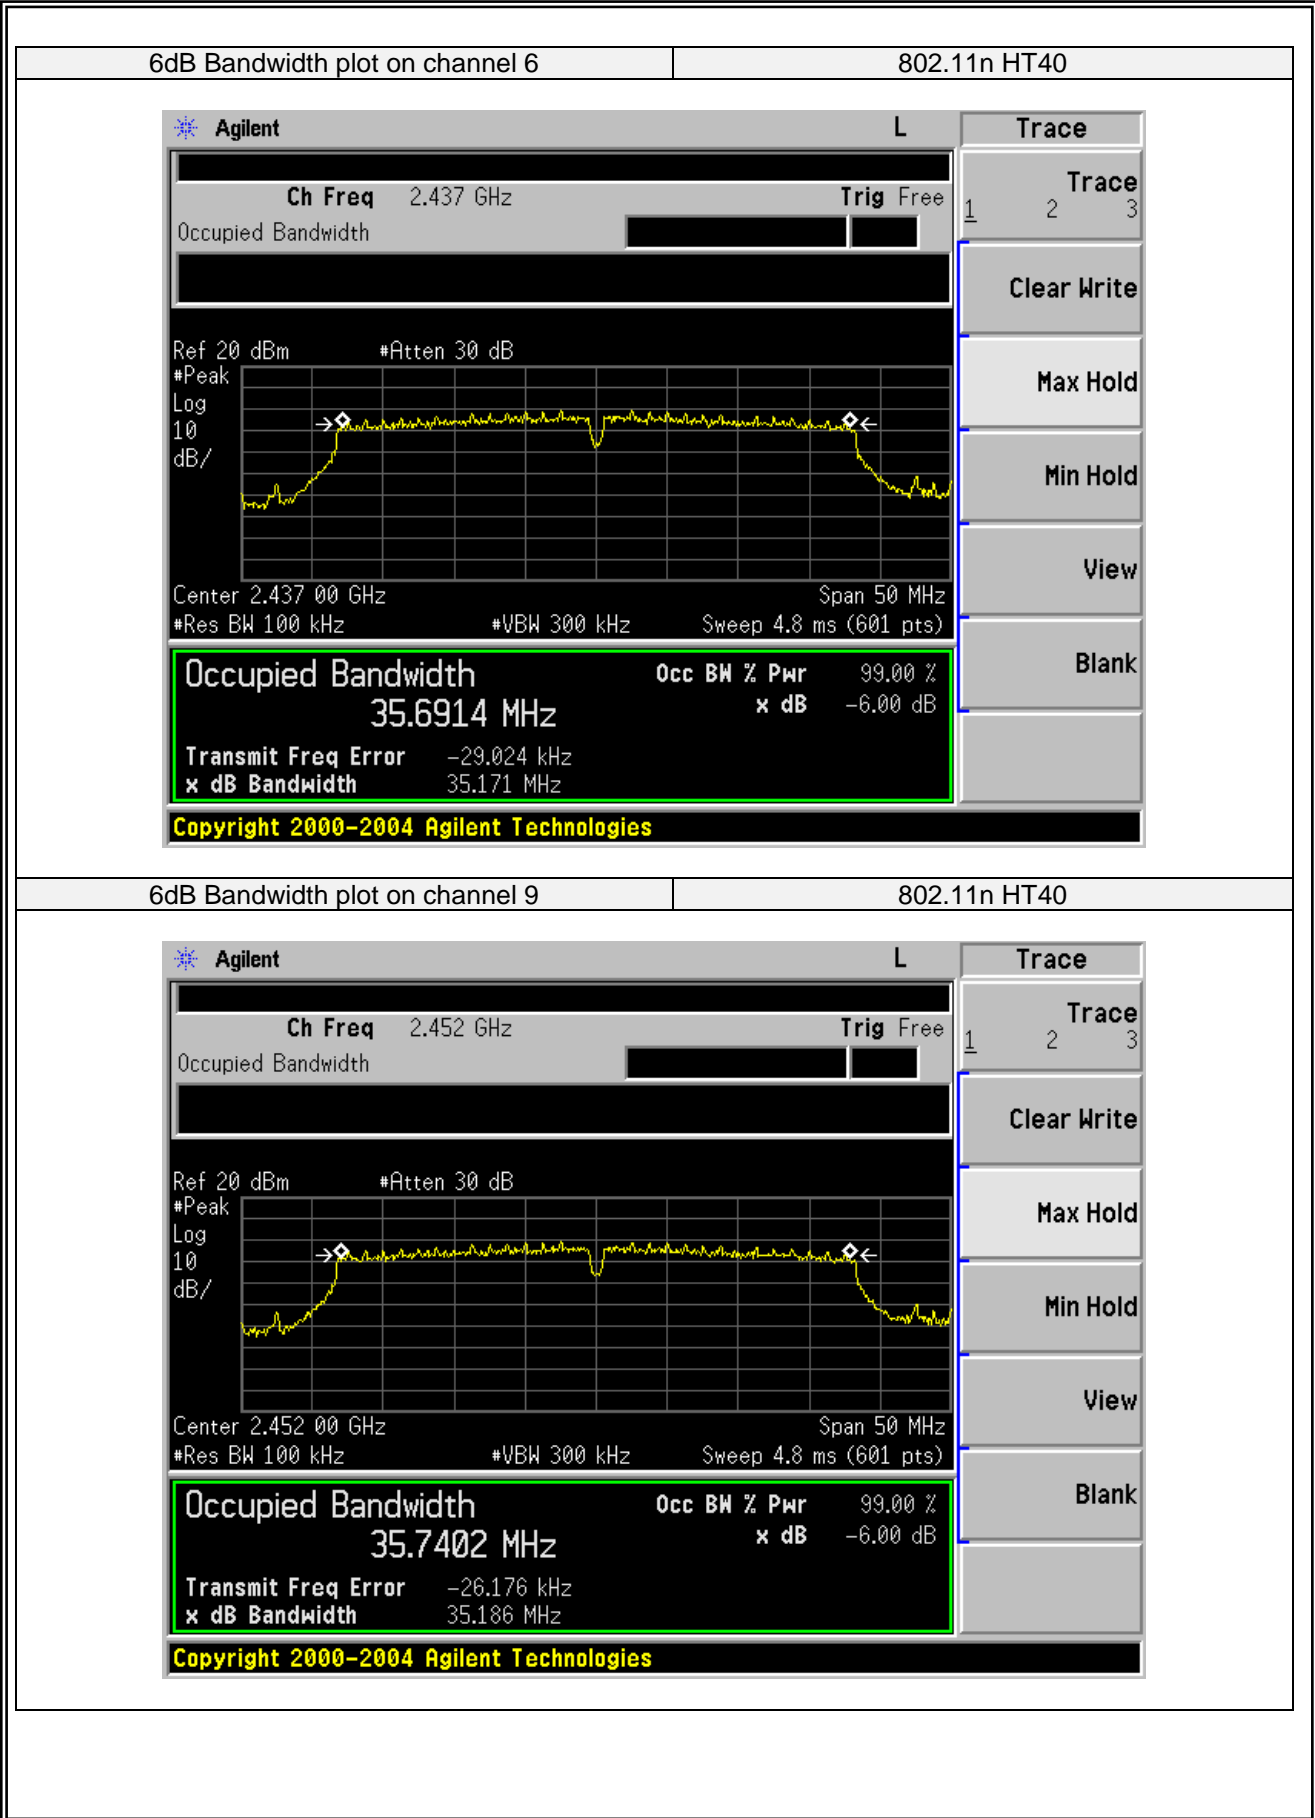 6dB Bandwidth plot on channel 6 802.11n HT40
Agilent L Trace
Ch Freq 2.437 GHz Trig Free
Occupied Bandwidth
Trace
1 2 3
Clear Write
Max Hold
Min Hold
View
Blank
Ref 20 dBm #Atten 30 dB
#Peak
Log
10
dB/
Center 2.437 00 GHz Span 50 MHz
#Res BW 100 kHz #VBW 300 kHz Sweep 4.8 ms (601 pts)
Occupied Bandwidth Occ BW % Pwr 99.00 %
35.6914 MHz x dB -6.00 dB
Transmit Freq Error -29.024 kHz
x dB Bandwidth 35.171 MHz
Copyright 2000-2004 Agilent Technologies
6dB Bandwidth plot on channel 9 802.11n HT40
Agilent L Trace
Ch Freq 2.452 GHz Trig Free
Occupied Bandwidth
Trace
1 2 3
Clear Write
Max Hold
Min Hold
View
Blank
Ref 20 dBm #Atten 30 dB
#Peak
Log
10
dB/
Center 2.452 00 GHz Span 50 MHz
#Res BW 100 kHz #VBW 300 kHz Sweep 4.8 ms (601 pts)
Occupied Bandwidth Occ BW % Pwr 99.00 %
35.7402 MHz x dB -6.00 dB
Transmit Freq Error -26.176 kHz
x dB Bandwidth 35.186 MHz
Copyright 2000-2004 Agilent Technologies